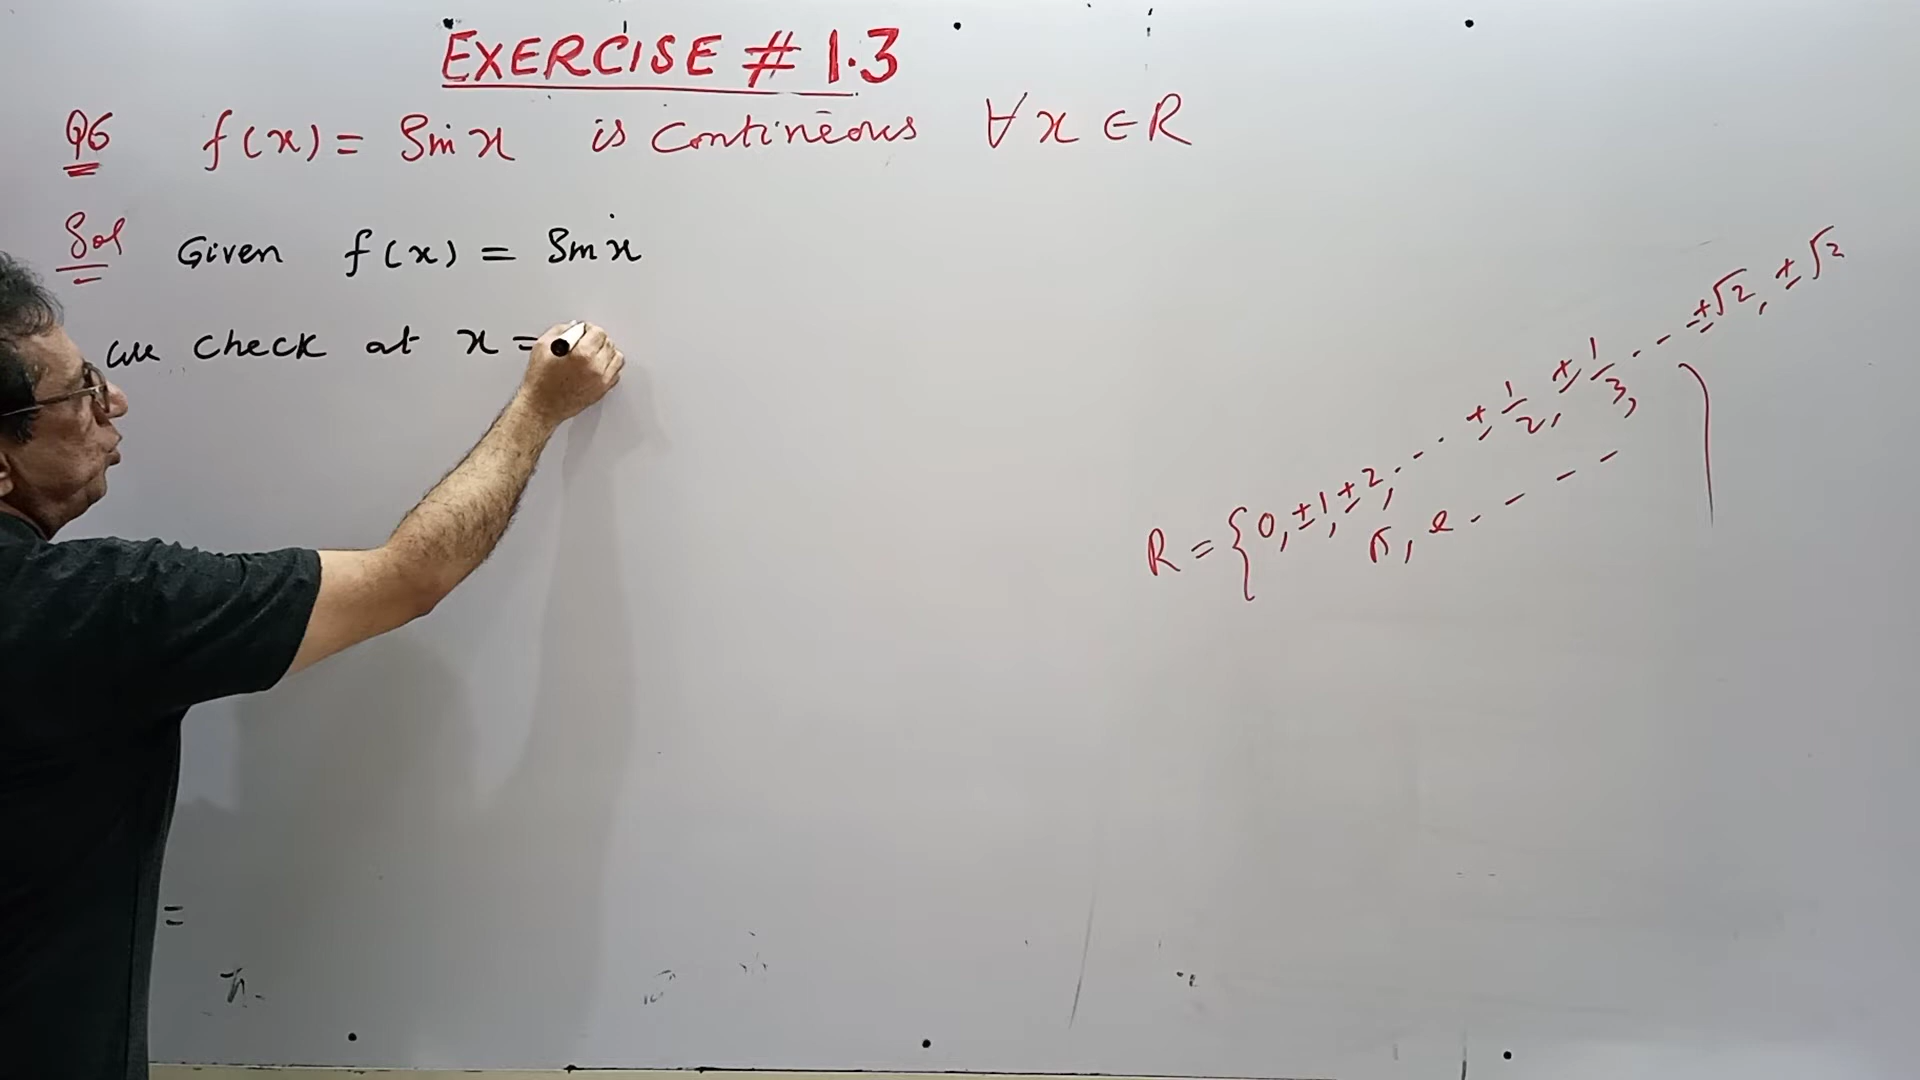 EXERCISE # 1.3
Q6 f(x) = Sin x is Contineous ∀ x ∈ R
Sol Given f(x) = Sin x
we check at x =
R = {0, ±1, ±2, ... ±1/2, ±1/3, ... ±√2, ±√2
π, e - - - -
=